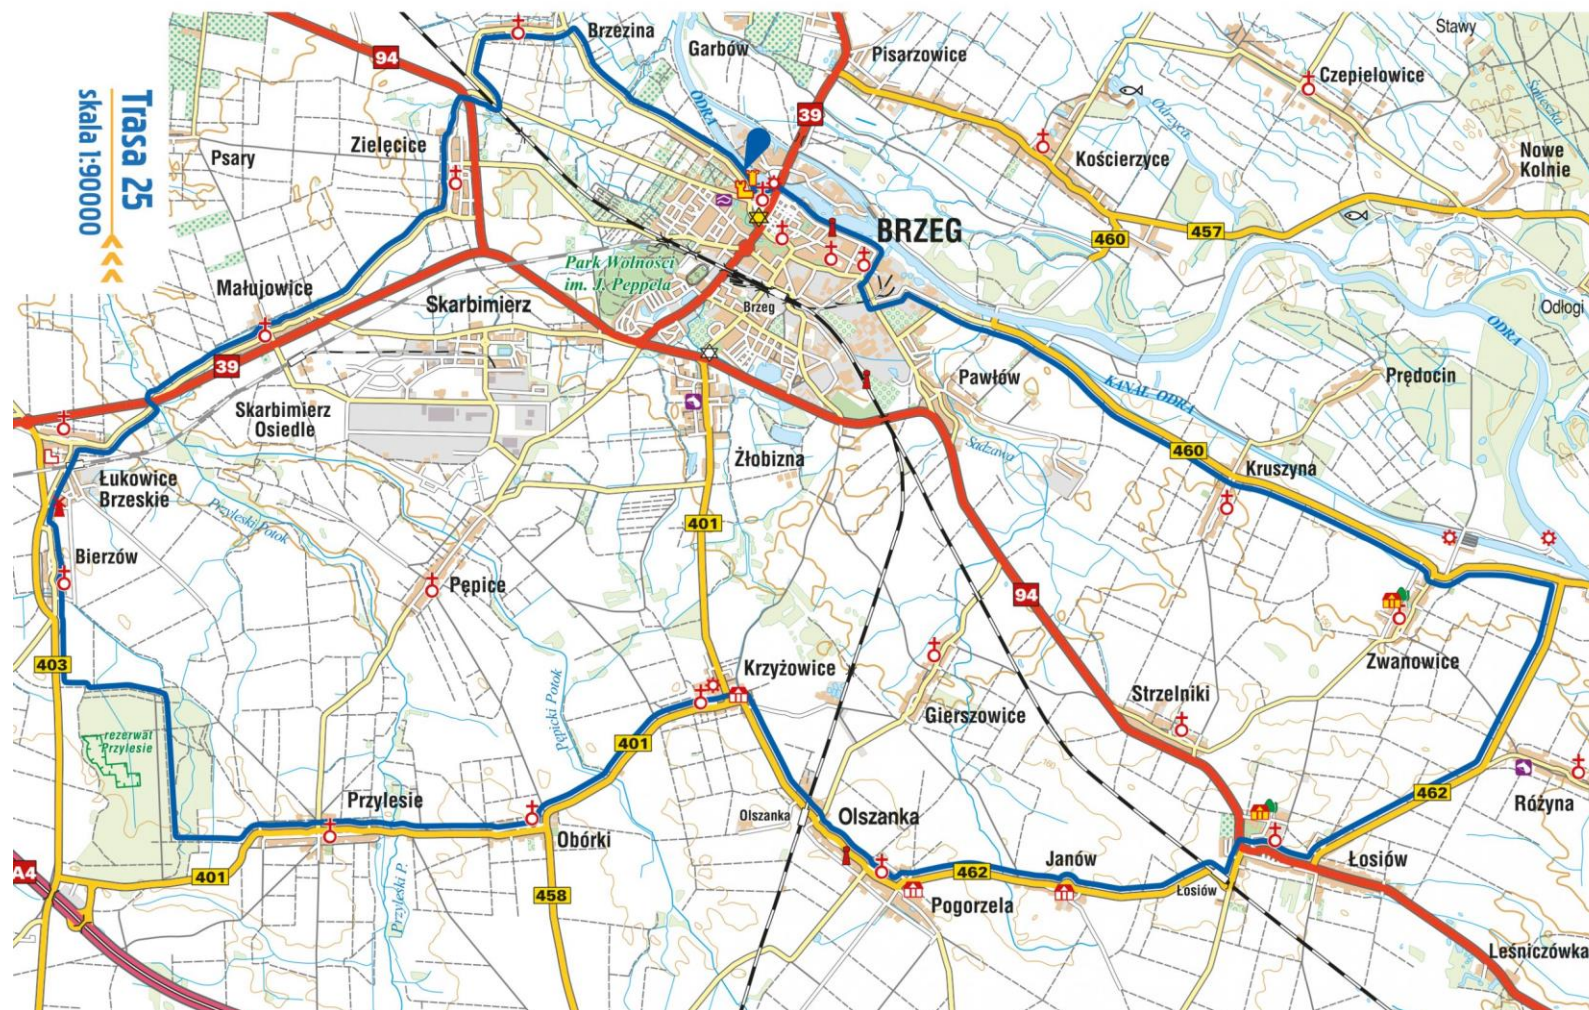 Trasa 25
skala 1:90000
94
Brzezina
Garbów
Pisarzowice
Stawy
Czepielowice
ODRA
39
Odrzyca
Śmieszka
Zielęcice
Psary
Kościerzyce
Nowe
Kolnie
BRZEG
460
457
Park Wolności
im. J. Peppela
Małujowice
Skarbimierz
Brzeg
Odłogi
ODRA
39
Pawłów
KANAŁ ODRA
Prędocin
Skarbimierz
Osiedle
Żłobizna
Sadzawa
460
Kruszyna
Łukowice
Brzeskie
Przyleski Potok
401
Bierzów
Pępice
94
403
Krzyżowice
Zwanowice
Strzelniki
Gierszowice
Pępicki Potok
rezerwat
Przylesie
401
160
462
Różyna
Przylesie
Olszanka
Olszanka
Obórki
Janów
Łosiów
A4
401
462
Łosiów
458
Pogorzela
Przyleski P.
Leśniczówka